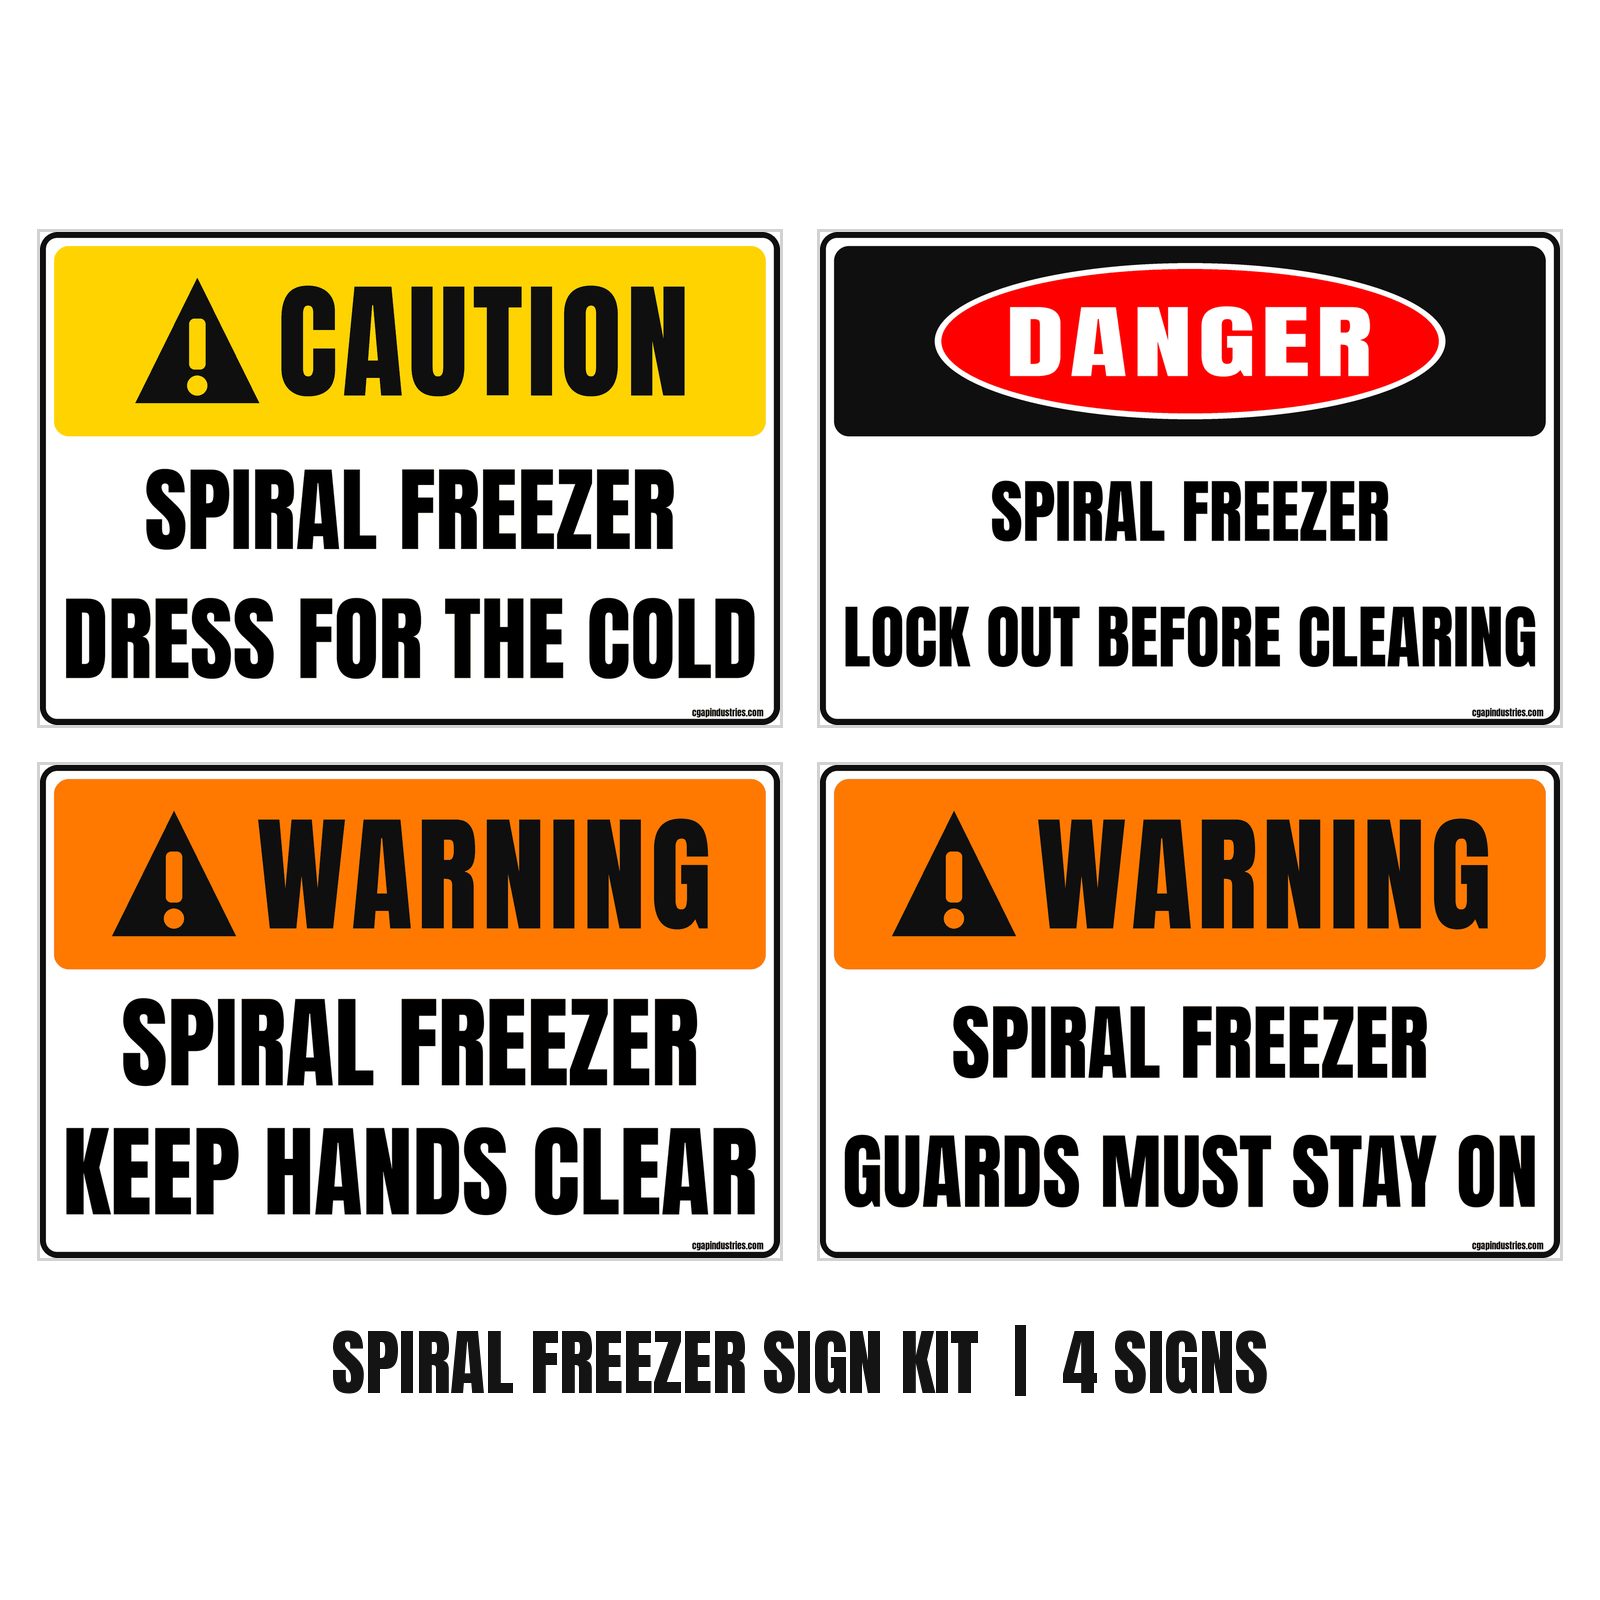 CAUTION
SPIRAL FREEZER
DRESS FOR THE COLD
cgapindustries.com
DANGER
SPIRAL FREEZER
LOCK OUT BEFORE CLEARING
cgapindustries.com
WARNING
SPIRAL FREEZER
KEEP HANDS CLEAR
cgapindustries.com
WARNING
SPIRAL FREEZER
GUARDS MUST STAY ON
cgapindustries.com
SPIRAL FREEZER SIGN KIT | 4 SIGNS